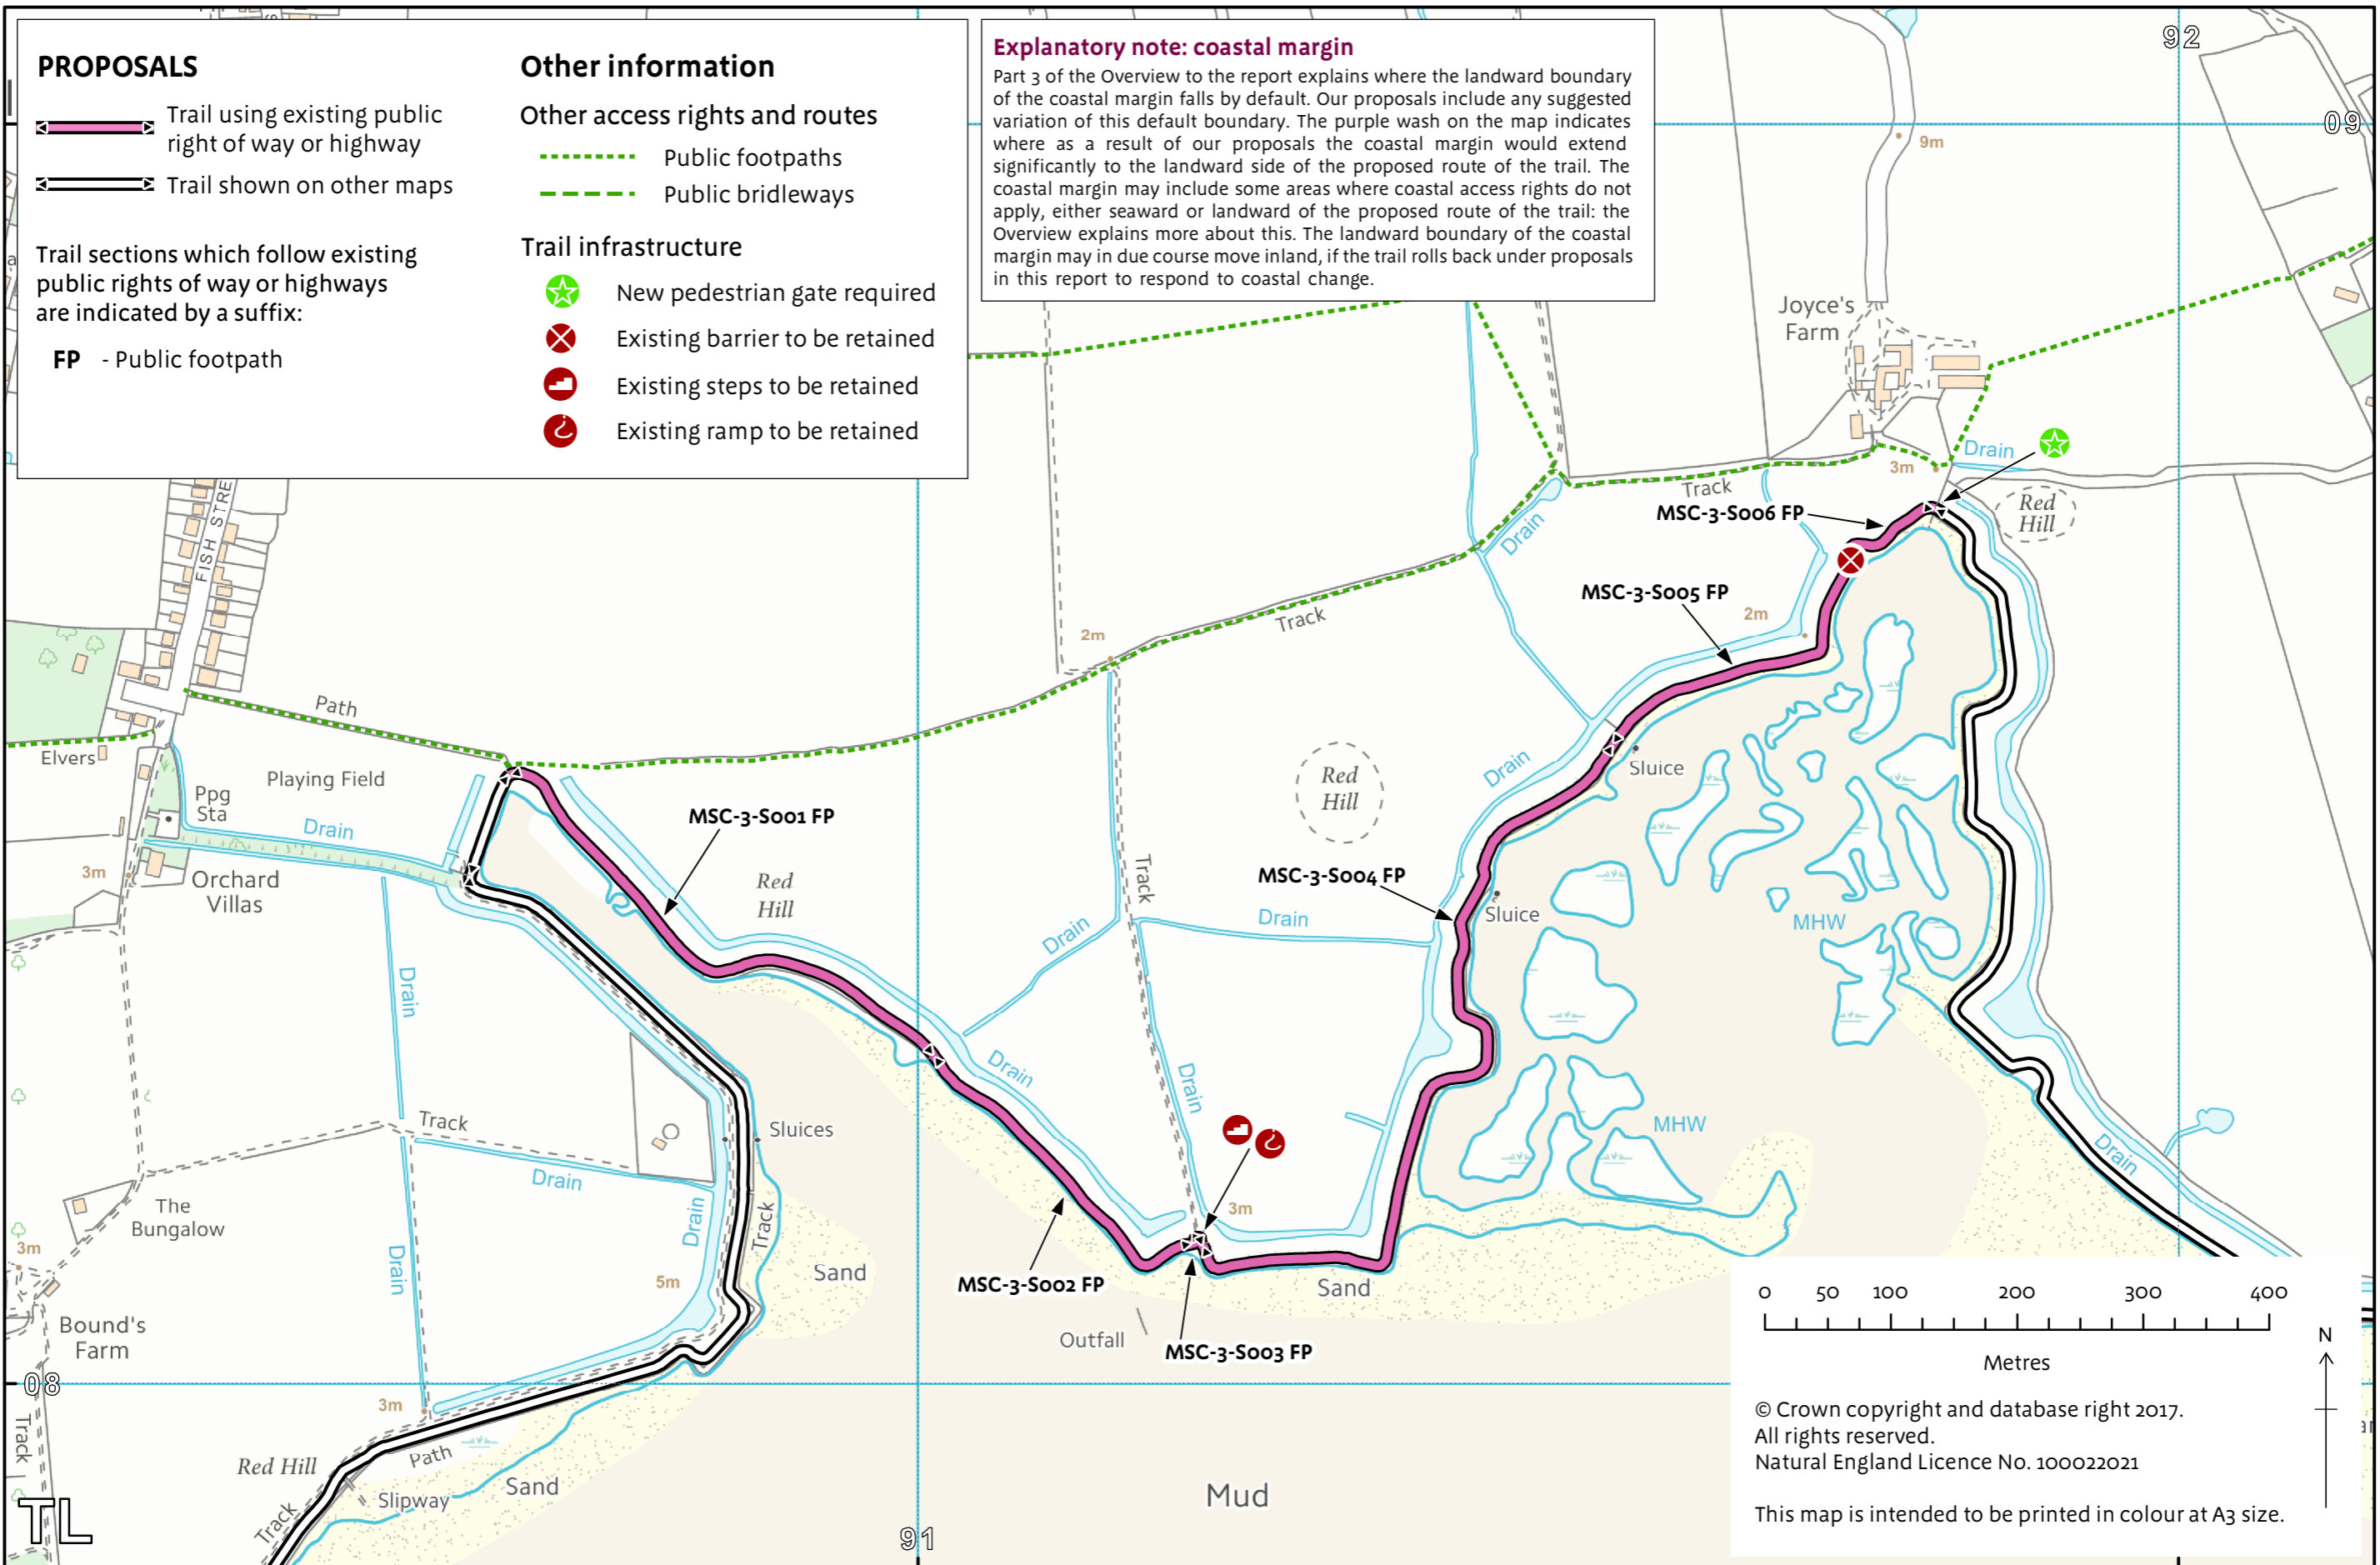 PROPOSALS
Trail using existing public
right of way or highway
Trail shown on other maps
Trail sections which follow existing
public rights of way or highways
are indicated by a suffix:
FP - Public footpath
Other information
Other access rights and routes
Public footpaths
Public bridleways
Trail infrastructure
New pedestrian gate required
Existing barrier to be retained
Existing steps to be retained
Existing ramp to be retained
Explanatory note: coastal margin
Part 3 of the Overview to the report explains where the landward boundary
of the coastal margin falls by default. Our proposals include any suggested
variation of this default boundary. The purple wash on the map indicates
where as a result of our proposals the coastal margin would extend
significantly to the landward side of the proposed route of the trail. The
coastal margin may include some areas where coastal access rights do not
apply, either seaward or landward of the proposed route of the trail: the
Overview explains more about this. The landward boundary of the coastal
margin may in due course move inland, if the trail rolls back under proposals
in this report to respond to coastal change.
92
09
9m
Joyce's
Farm
Drain
3m
Track
Red
Hill
MSC-3-S006 FP
Drain
MSC-3-S005 FP
2m
FISH STRE
Track
2m
Path
Elvers
Playing Field
Ppg
Sta
Drain
3m
Orchard
Villas
MSC-3-S001 FP
Red
Hill
Red
Hill
Drain
Sluice
MSC-3-S004 FP
Sluice
Track
Drain
Drain
MHW
Drain
Drain
Drain
MHW
Track
Sluices
Drain
Drain
The
Bungalow
Drain
Track
3m
3m
Drain
5m
Sand
MSC-3-S002 FP
Sand
Outfall
MSC-3-S003 FP
Bound's
Farm
08
3m
Track
Path
Red Hill
Slipway
Sand
Track
Mud
TL
91
0 50 100 200 300 400
Metres
N
© Crown copyright and database right 2017.
All rights reserved.
Natural England Licence No. 100022021
This map is intended to be printed in colour at A3 size.